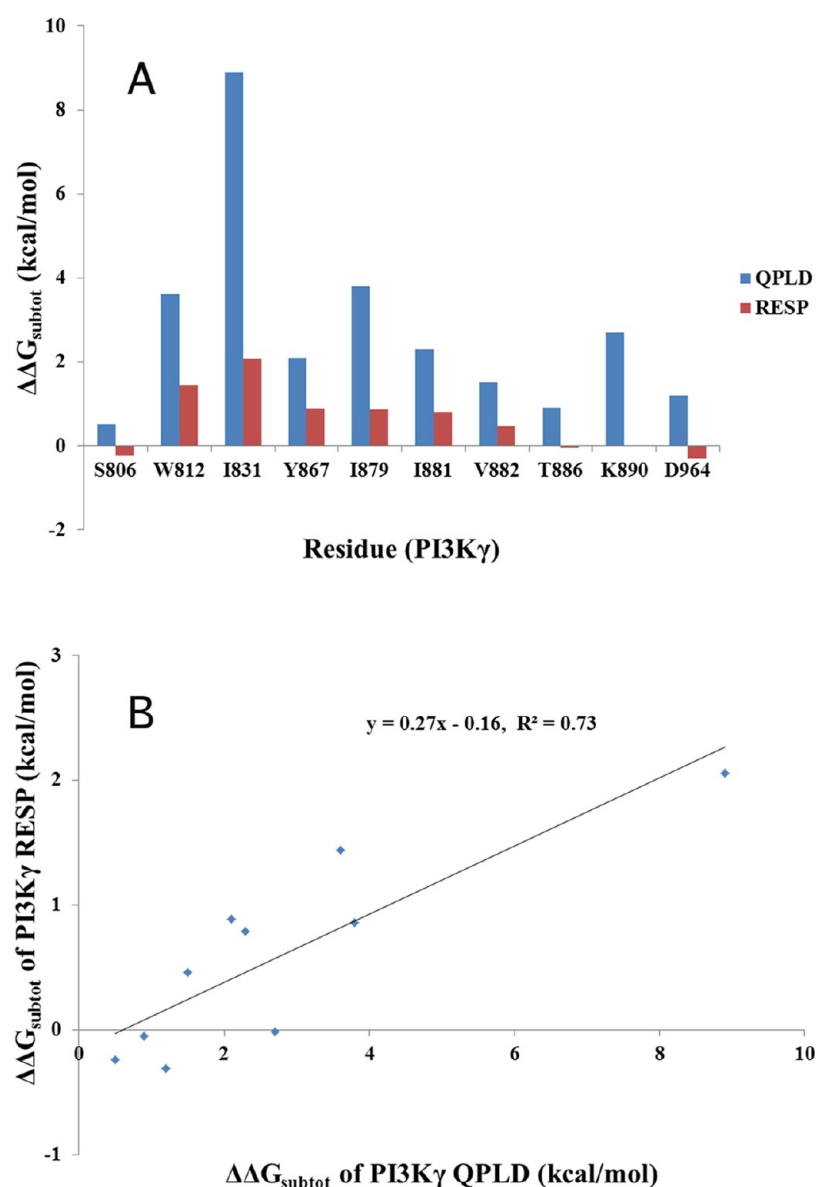 10
A
8
6
4
2
0
-2
ΔΔGsubtot (kcal/mol)
QPLD
RESP
S806 W812 I831 Y867 I879 I881 V882 T886 K890 D964
Residue (PI3Kγ)
3
B
y = 0.27x - 0.16, R² = 0.73
2
1
0
-1
ΔΔGsubtot of PI3Kγ RESP (kcal/mol)
0 2 4 6 8 10
ΔΔGsubtot of PI3Kγ QPLD (kcal/mol)